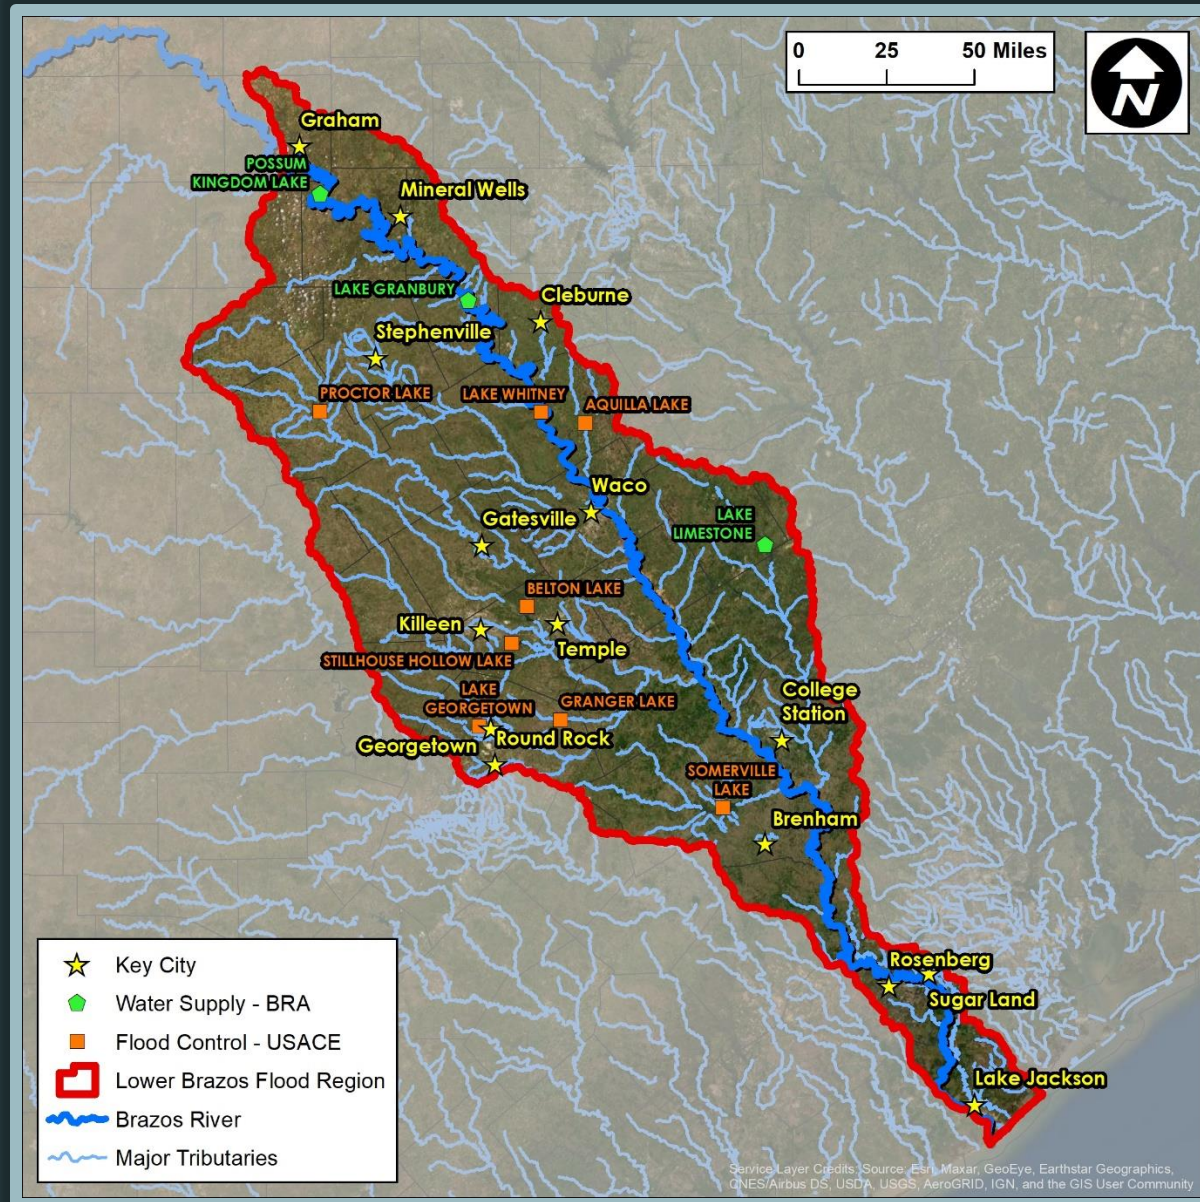 0 25 50 Miles
N
Graham
POSSUM
KINGDOM LAKE
Mineral Wells
LAKE GRANBURY
Cleburne
Stephenville
PROCTOR LAKE
LAKE WHITNEY
AQUILLA LAKE
Waco
Gatesville
LAKE
LIMESTONE
BELTON LAKE
Killeen
Temple
STILLHOUSE HOLLOW LAKE
LAKE
GEORGETOWN
GRANGER LAKE
College
Station
Georgetown
Round Rock
SOMERVILLE
LAKE
Brenham
Rosenberg
Sugar Land
Lake Jackson
Key City
Water Supply - BRA
Flood Control - USACE
Lower Brazos Flood Region
Brazos River
Major Tributaries
Service Layer Credits: Source: Esri, Maxar, GeoEye, Earthstar Geographics,
CNES/Airbus DS, USDA, USGS, AeroGRID, IGN, and the GIS User Community